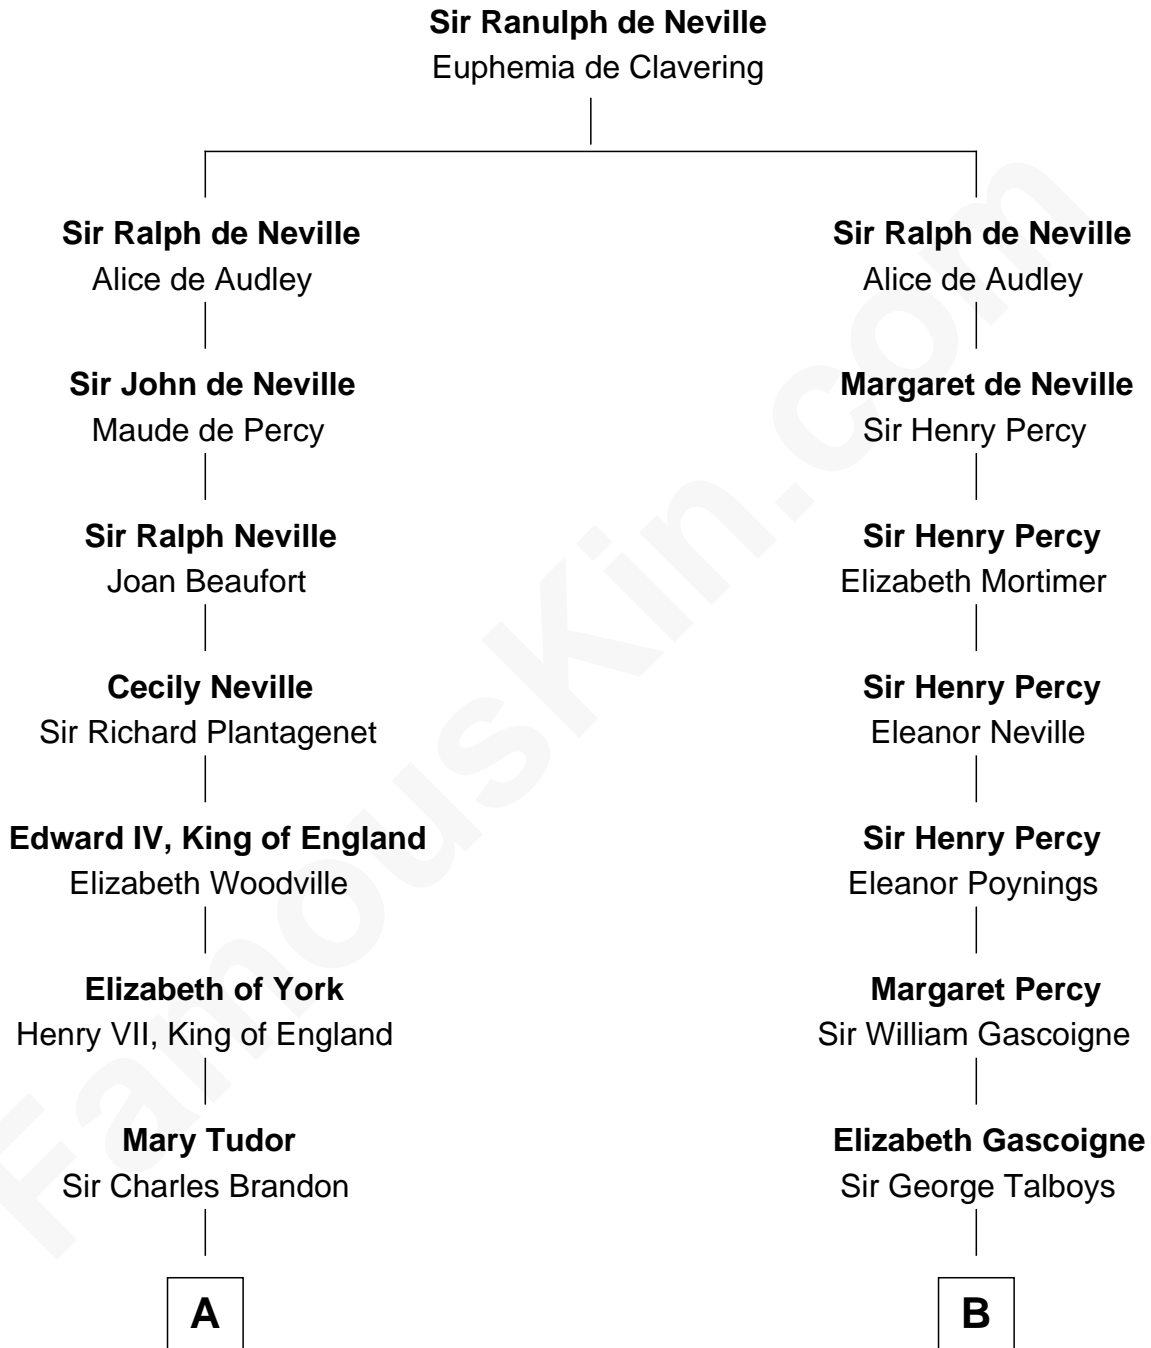 Sir Ranulph de Neville
Euphemia de Clavering
Sir Ralph de Neville
Alice de Audley
Sir John de Neville
Maude de Percy
Sir Ralph Neville
Joan Beaufort
Cecily Neville
Sir Richard Plantagenet
Edward IV, King of England
Elizabeth Woodville
Elizabeth of York
Henry VII, King of England
Mary Tudor
Sir Charles Brandon
A
Sir Ralph de Neville
Alice de Audley
Margaret de Neville
Sir Henry Percy
Sir Henry Percy
Elizabeth Mortimer
Sir Henry Percy
Eleanor Neville
Sir Henry Percy
Eleanor Poynings
Margaret Percy
Sir William Gascoigne
Elizabeth Gascoigne
Sir George Talboys
B
FamousKin.com